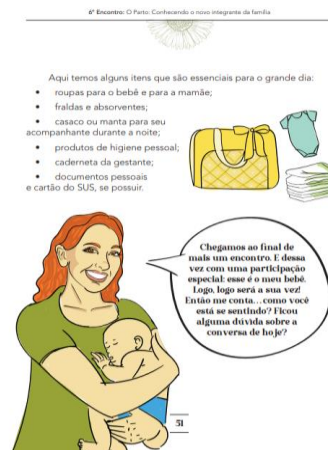 6º Encontro: O Parto: Conhecendo o novo integrante da família
Aqui temos alguns itens que são essenciais para o grande dia:
• roupas para o bebê e para a mamãe;
• fraldas e absorventes;
• casaco ou manta para seu
acompanhante durante a noite;
• produtos de higiene pessoal;
• caderneta da gestante;
• documentos pessoais
e cartão do SUS, se possuir.
Chegamos ao final de
mais um encontro. E dessa
vez com uma participação
especial: esse é o meu bebê.
Logo, logo será a sua vez!
Então me conta...como você
está se sentindo? Ficou
alguma dúvida sobre a
conversa de hoje?
51